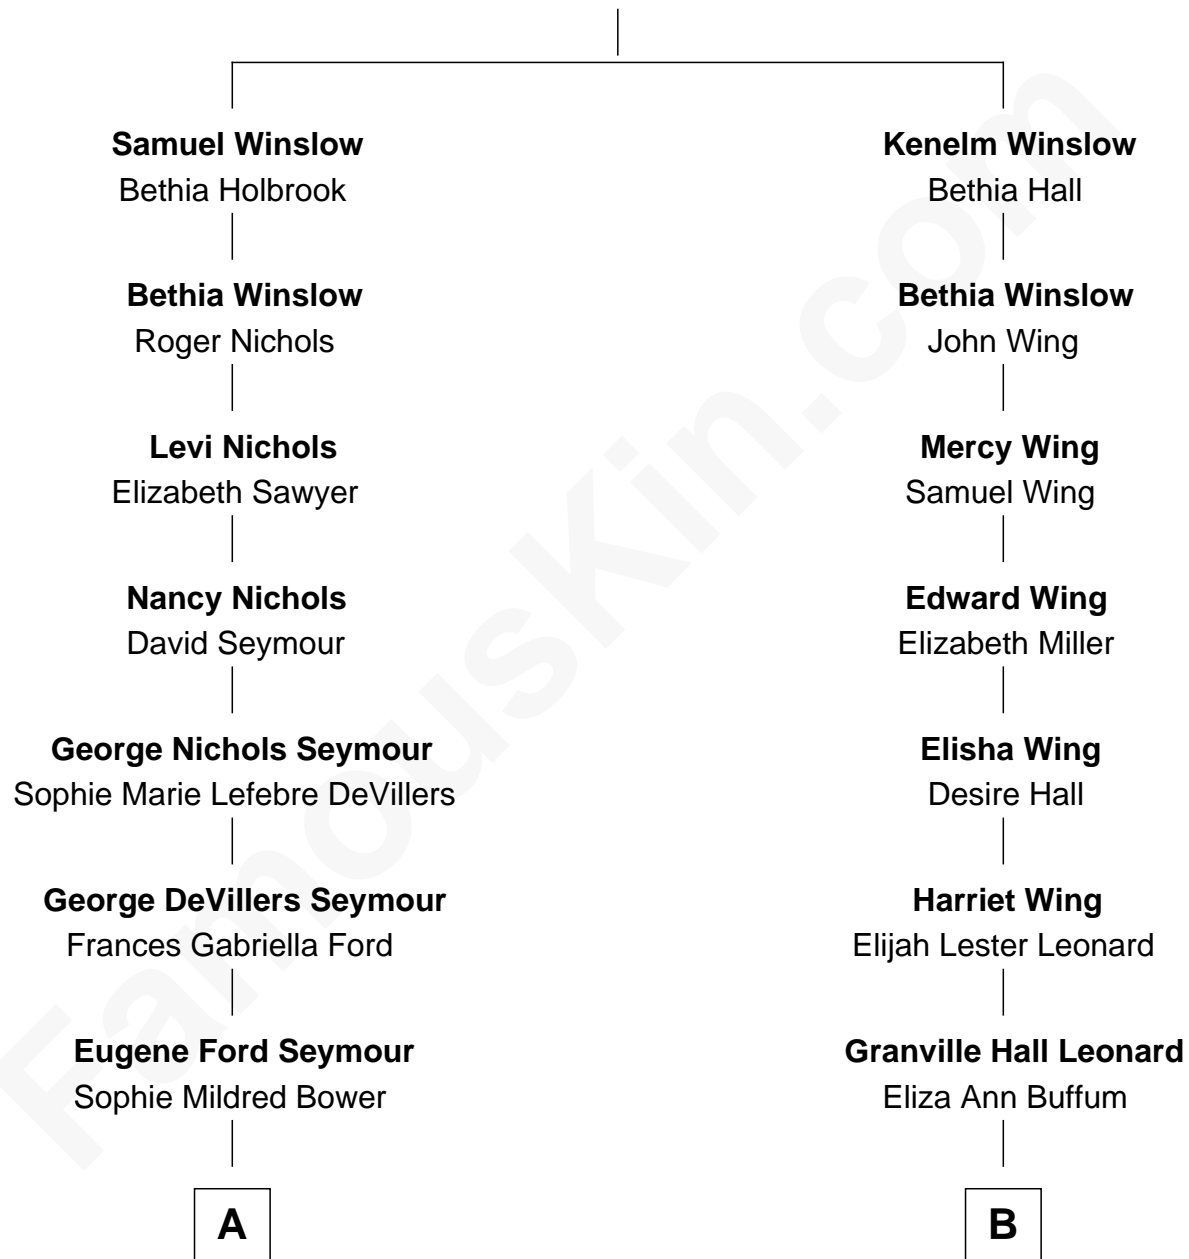 Samuel Winslow
Bethia Holbrook
Bethia Winslow
Roger Nichols
Levi Nichols
Elizabeth Sawyer
Nancy Nichols
David Seymour
George Nichols Seymour
Sophie Marie Lefebre DeVillers
George DeVillers Seymour
Frances Gabriella Ford
Eugene Ford Seymour
Sophie Mildred Bower
A
Kenelm Winslow
Bethia Hall
Bethia Winslow
John Wing
Mercy Wing
Samuel Wing
Edward Wing
Elizabeth Miller
Elisha Wing
Desire Hall
Harriet Wing
Elijah Lester Leonard
Granville Hall Leonard
Eliza Ann Buffum
B
FamousKin.com